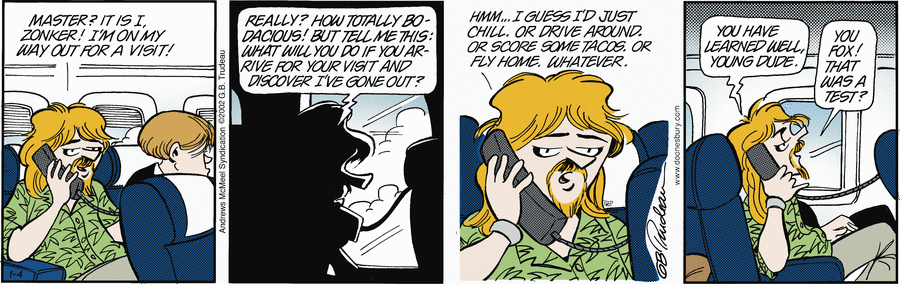 MASTER? IT IS I,
ZONKER! I'M ON MY
WAY OUT FOR A VISIT!
1-4
Andrews McMeel Syndication ©2002 G.B. Trudeau
REALLY? HOW TOTALLY BO-
DACIOUS! BUT TELL ME THIS:
WHAT WILL YOU DO IF YOU AR-
RIVE FOR YOUR VISIT AND
DISCOVER I'VE GONE OUT?
HMM... I GUESS I'D JUST
CHILL. OR DRIVE AROUND.
OR SCORE SOME TACOS. OR
FLY HOME. WHATEVER.
GB Trudeau
www.doonesbury.com
YOU HAVE
LEARNED WELL,
YOUNG DUDE.
YOU
FOX!
THAT
WAS A
TEST?